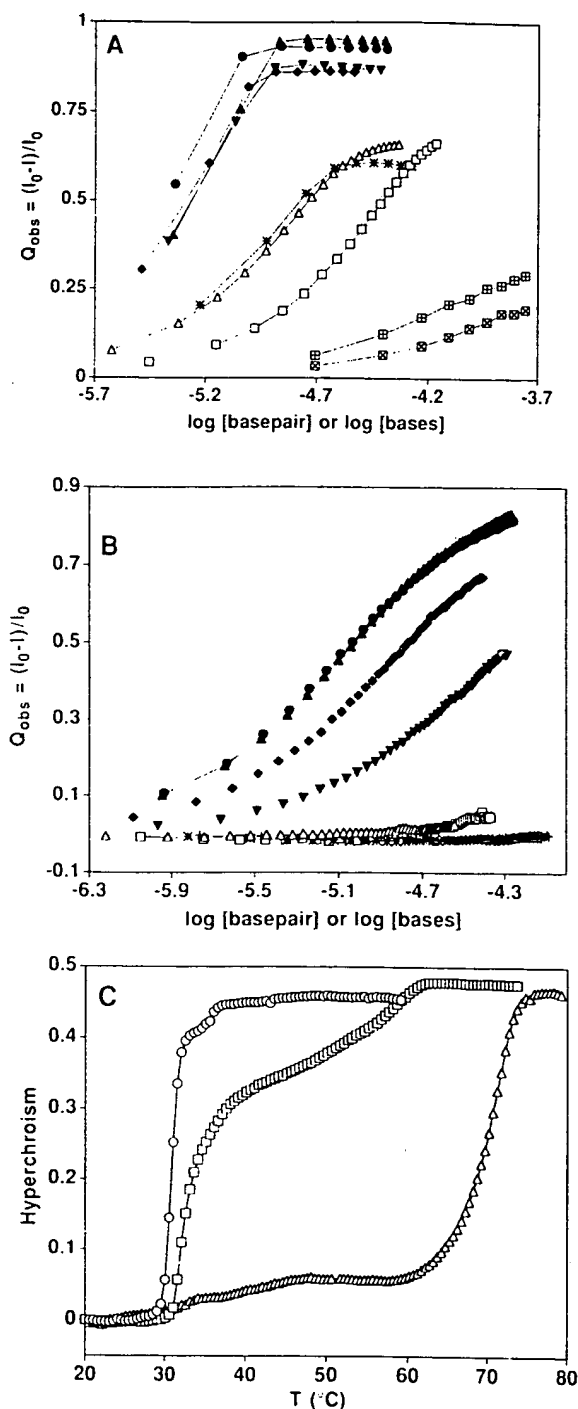 A
1
0.75
0.5
0.25
0
Q_obs = (I_0-I)/I_0
-5.7 -5.2 -4.7 -4.2 -3.7
log [basepair] or log [bases]
B
0.9
0.7
0.5
0.3
0.1
-0.1
Q_obs = (I_0-I)/I_0
-6.3 -5.9 -5.5 -5.1 -4.7 -4.3
log [basepair] or log [bases]
C
0.5
0.4
0.3
0.2
0.1
0
Hyperchroism
20 30 40 50 60 70 80
T (°C)